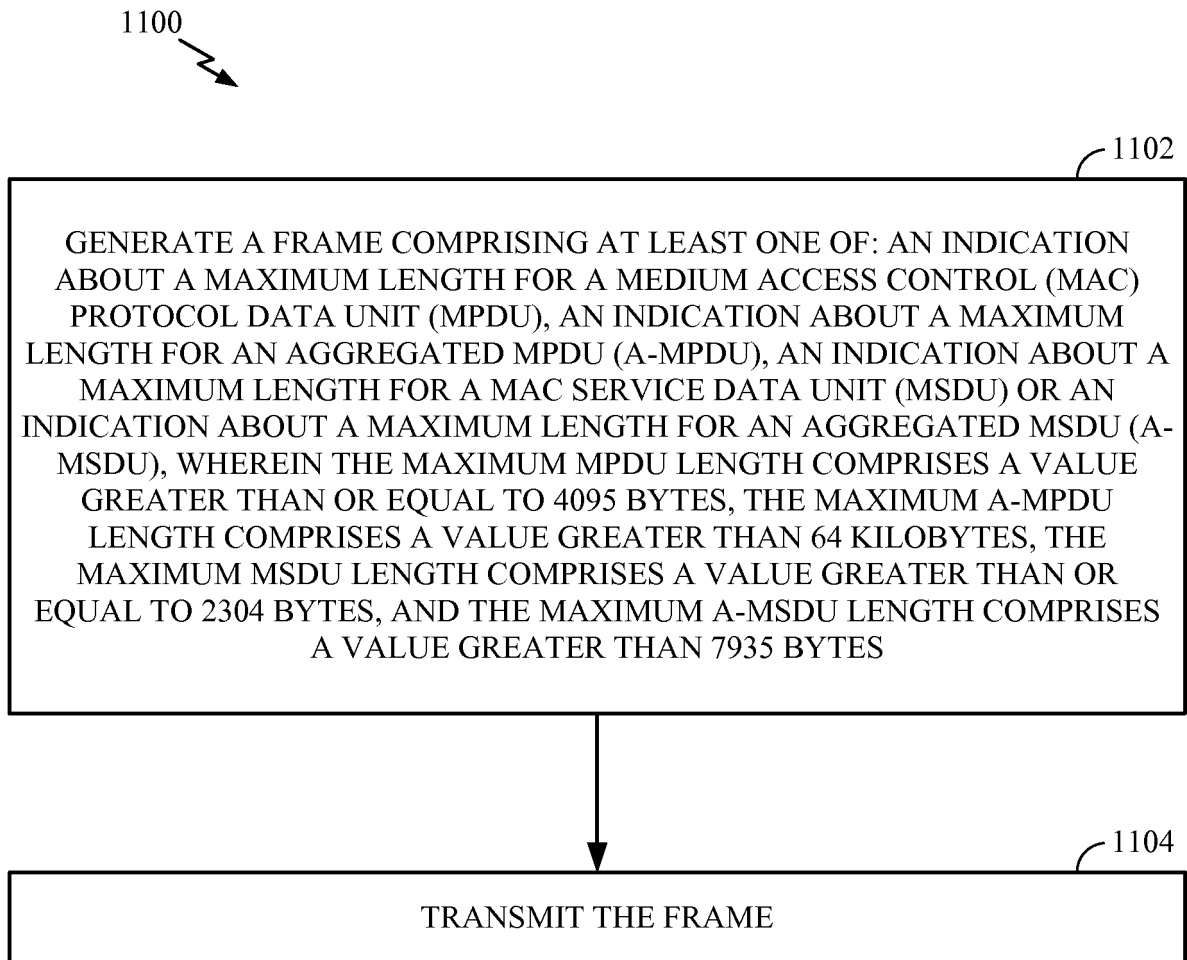 1100
1102
GENERATE A FRAME COMPRISING AT LEAST ONE OF: AN INDICATION
ABOUT A MAXIMUM LENGTH FOR A MEDIUM ACCESS CONTROL (MAC)
PROTOCOL DATA UNIT (MPDU), AN INDICATION ABOUT A MAXIMUM
LENGTH FOR AN AGGREGATED MPDU (A-MPDU), AN INDICATION ABOUT A
MAXIMUM LENGTH FOR A MAC SERVICE DATA UNIT (MSDU) OR AN
INDICATION ABOUT A MAXIMUM LENGTH FOR AN AGGREGATED MSDU (A-
MSDU), WHEREIN THE MAXIMUM MPDU LENGTH COMPRISES A VALUE
GREATER THAN OR EQUAL TO 4095 BYTES, THE MAXIMUM A-MPDU
LENGTH COMPRISES A VALUE GREATER THAN 64 KILOBYTES, THE
MAXIMUM MSDU LENGTH COMPRISES A VALUE GREATER THAN OR
EQUAL TO 2304 BYTES, AND THE MAXIMUM A-MSDU LENGTH COMPRISES
A VALUE GREATER THAN 7935 BYTES
1104
TRANSMIT THE FRAME